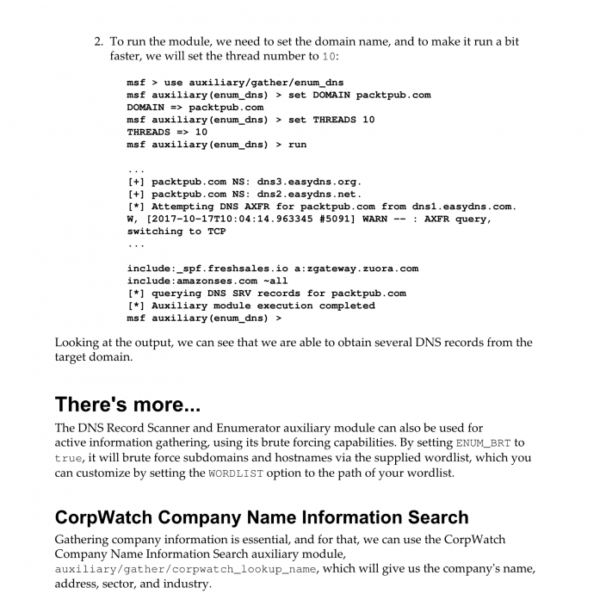 2. To run the module, we need to set the domain name, and to make it run a bit
faster, we will set the thread number to 10:
msf > use auxiliary/gather/enum_dns
msf auxiliary(enum_dns) > set DOMAIN packtpub.com
DOMAIN => packtpub.com
msf auxiliary(enum_dns) > set THREADS 10
THREADS => 10
msf auxiliary(enum_dns) > run
...
[+] packtpub.com NS: dns3.easydns.org.
[+] packtpub.com NS: dns2.easydns.net.
[*] Attempting DNS AXFR for packtpub.com from dns1.easydns.com.
W, [2017-10-17T10:04:14.963345 #5091] WARN -- : AXFR query,
switching to TCP
...
include:_spf.freshsales.io a:zgateway.zuora.com
include:amazonses.com ~all
[*] querying DNS SRV records for packtpub.com
[*] Auxiliary module execution completed
msf auxiliary(enum_dns) >
Looking at the output, we can see that we are able to obtain several DNS records from the
target domain.
There's more...
The DNS Record Scanner and Enumerator auxiliary module can also be used for
active information gathering, using its brute forcing capabilities. By setting ENUM_BRT to
true, it will brute force subdomains and hostnames via the supplied wordlist, which you
can customize by setting the WORDLIST option to the path of your wordlist.
CorpWatch Company Name Information Search
Gathering company information is essential, and for that, we can use the CorpWatch
Company Name Information Search auxiliary module,
auxiliary/gather/corpwatch_lookup_name, which will give us the company's name,
address, sector, and industry.